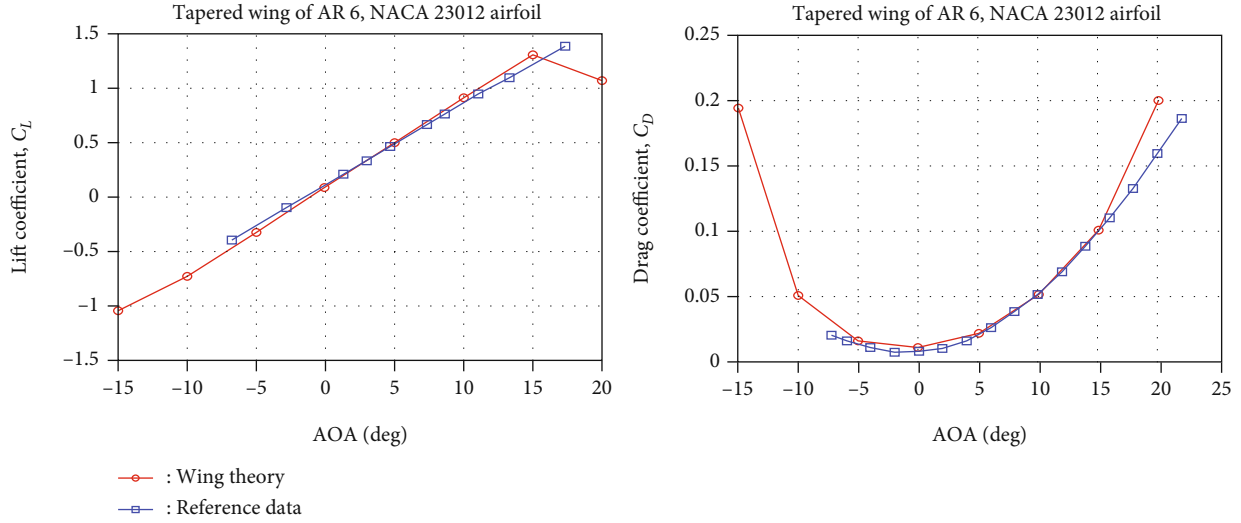 Tapered wing of AR 6, NACA 23012 airfoil
1.5
1
0.5
0
−0.5
−1
−1.5
Lift coefficient, C_L
−15 −10 −5 0 5 10 15 20
AOA (deg)
Tapered wing of AR 6, NACA 23012 airfoil
0.25
0.2
0.15
0.1
0.05
0
Drag coefficient, C_D
−15 −10 −5 0 5 10 15 20 25
AOA (deg)
: Wing theory
: Reference data